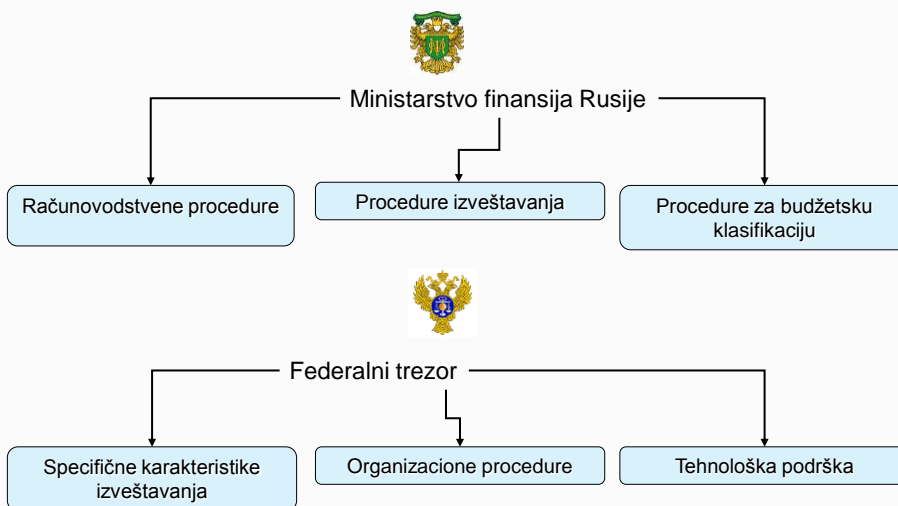 Ministarstvo finansija Rusije
Računovodstvene procedure
Procedure izveštavanja
Procedure za budžetsku
klasifikaciju
Federalni trezor
Specifične karakteristike
izveštavanja
Organizacione procedure
Tehnološka podrška